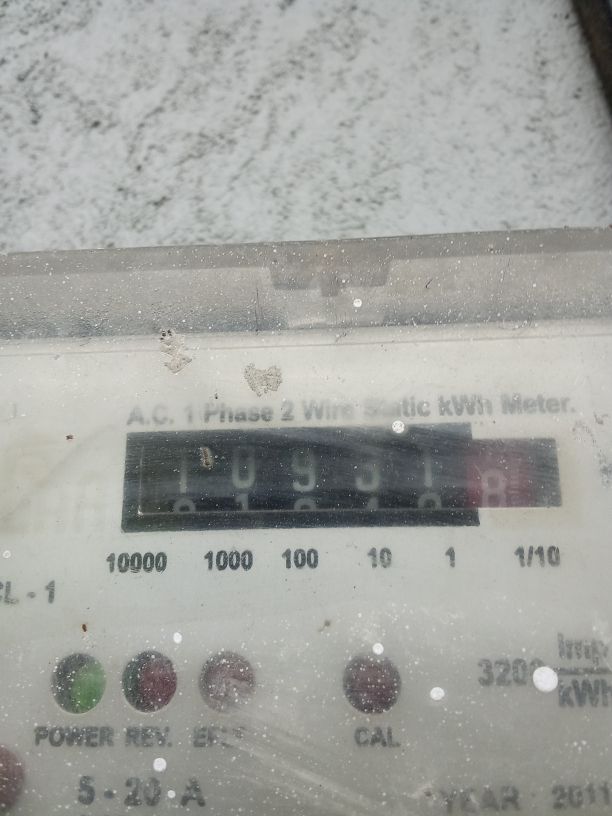 A.C. 1 Phase 2 Wire Static kWh Meter.
1 0 9 3 1 8
10000 1000 100 10 1 1/10
CL - 1
3200 Imp/kWh
POWER REV. CAL
5 - 20 A
YEAR : 2011